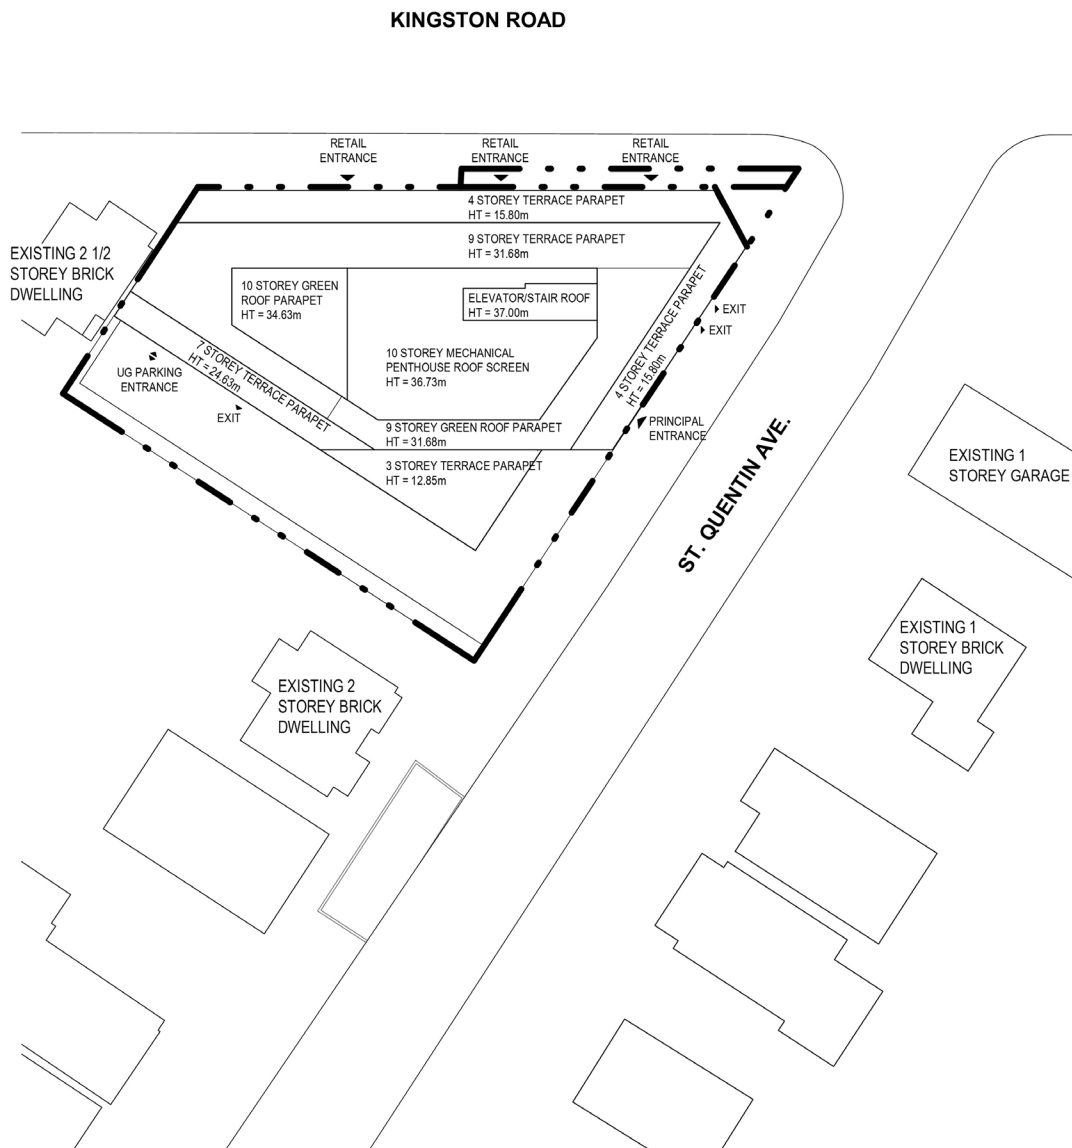 KINGSTON ROAD
RETAIL
ENTRANCE
RETAIL
ENTRANCE
RETAIL
ENTRANCE
4 STOREY TERRACE PARAPET
HT = 15.80m
9 STOREY TERRACE PARAPET
HT = 31.68m
EXISTING 2 1/2
STOREY BRICK
DWELLING
10 STOREY GREEN
ROOF PARAPET
HT = 34.63m
ELEVATOR/STAIR ROOF
HT = 37.00m
4 STOREY TERRACE PARAPET
HT = 15.80m
EXIT
EXIT
7 STOREY TERRACE PARAPET
HT = 24.63m
10 STOREY MECHANICAL
PENTHOUSE ROOF SCREEN
HT = 36.73m
UG PARKING
ENTRANCE
EXIT
9 STOREY GREEN ROOF PARAPET
HT = 31.68m
PRINCIPAL
ENTRANCE
3 STOREY TERRACE PARAPET
HT = 12.85m
ST. QUENTIN AVE.
EXISTING 1
STOREY GARAGE
EXISTING 1
STOREY BRICK
DWELLING
EXISTING 2
STOREY BRICK
DWELLING